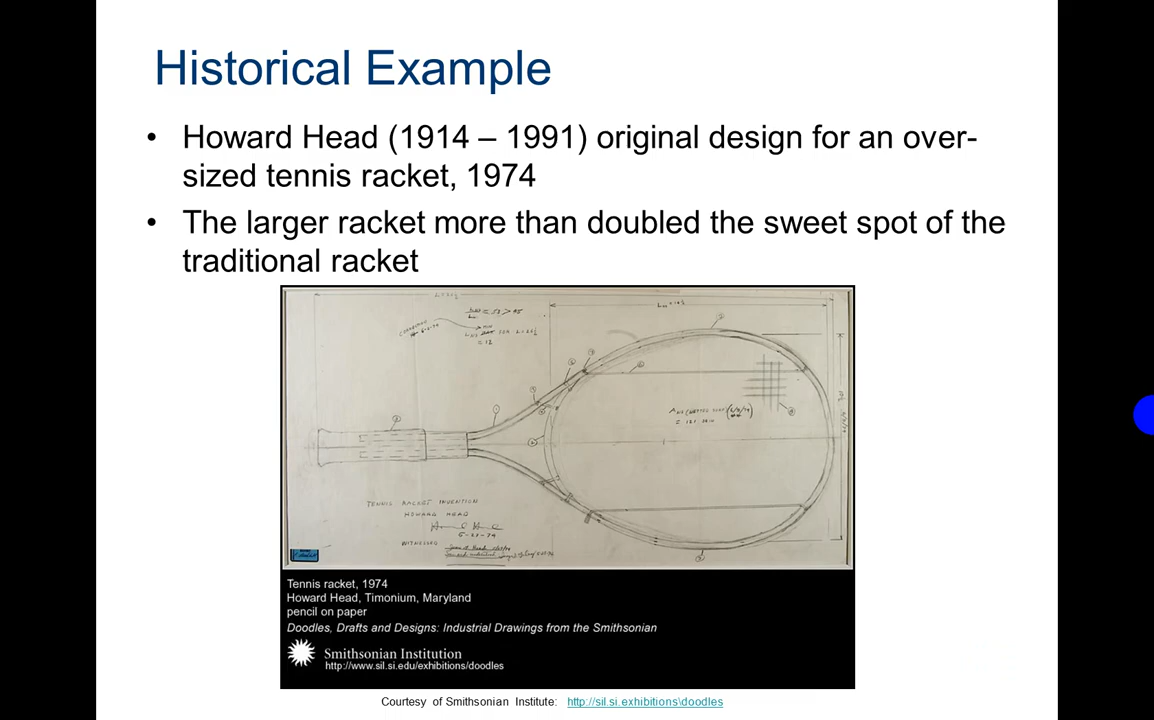 Historical Example
• Howard Head (1914 – 1991) original design for an over-
sized tennis racket, 1974
• The larger racket more than doubled the sweet spot of the
traditional racket
TENNIS RACKET INVENTION
HOWARD HEAD
WITNESSED
Tennis racket, 1974
Howard Head, Timonium, Maryland
pencil on paper
Doodles, Drafts and Designs: Industrial Drawings from the Smithsonian
Smithsonian Institution
http://www.sil.si.edu/exhibitions/doodles
Courtesy of Smithsonian Institute: http://sil.si.exhibitions\doodles